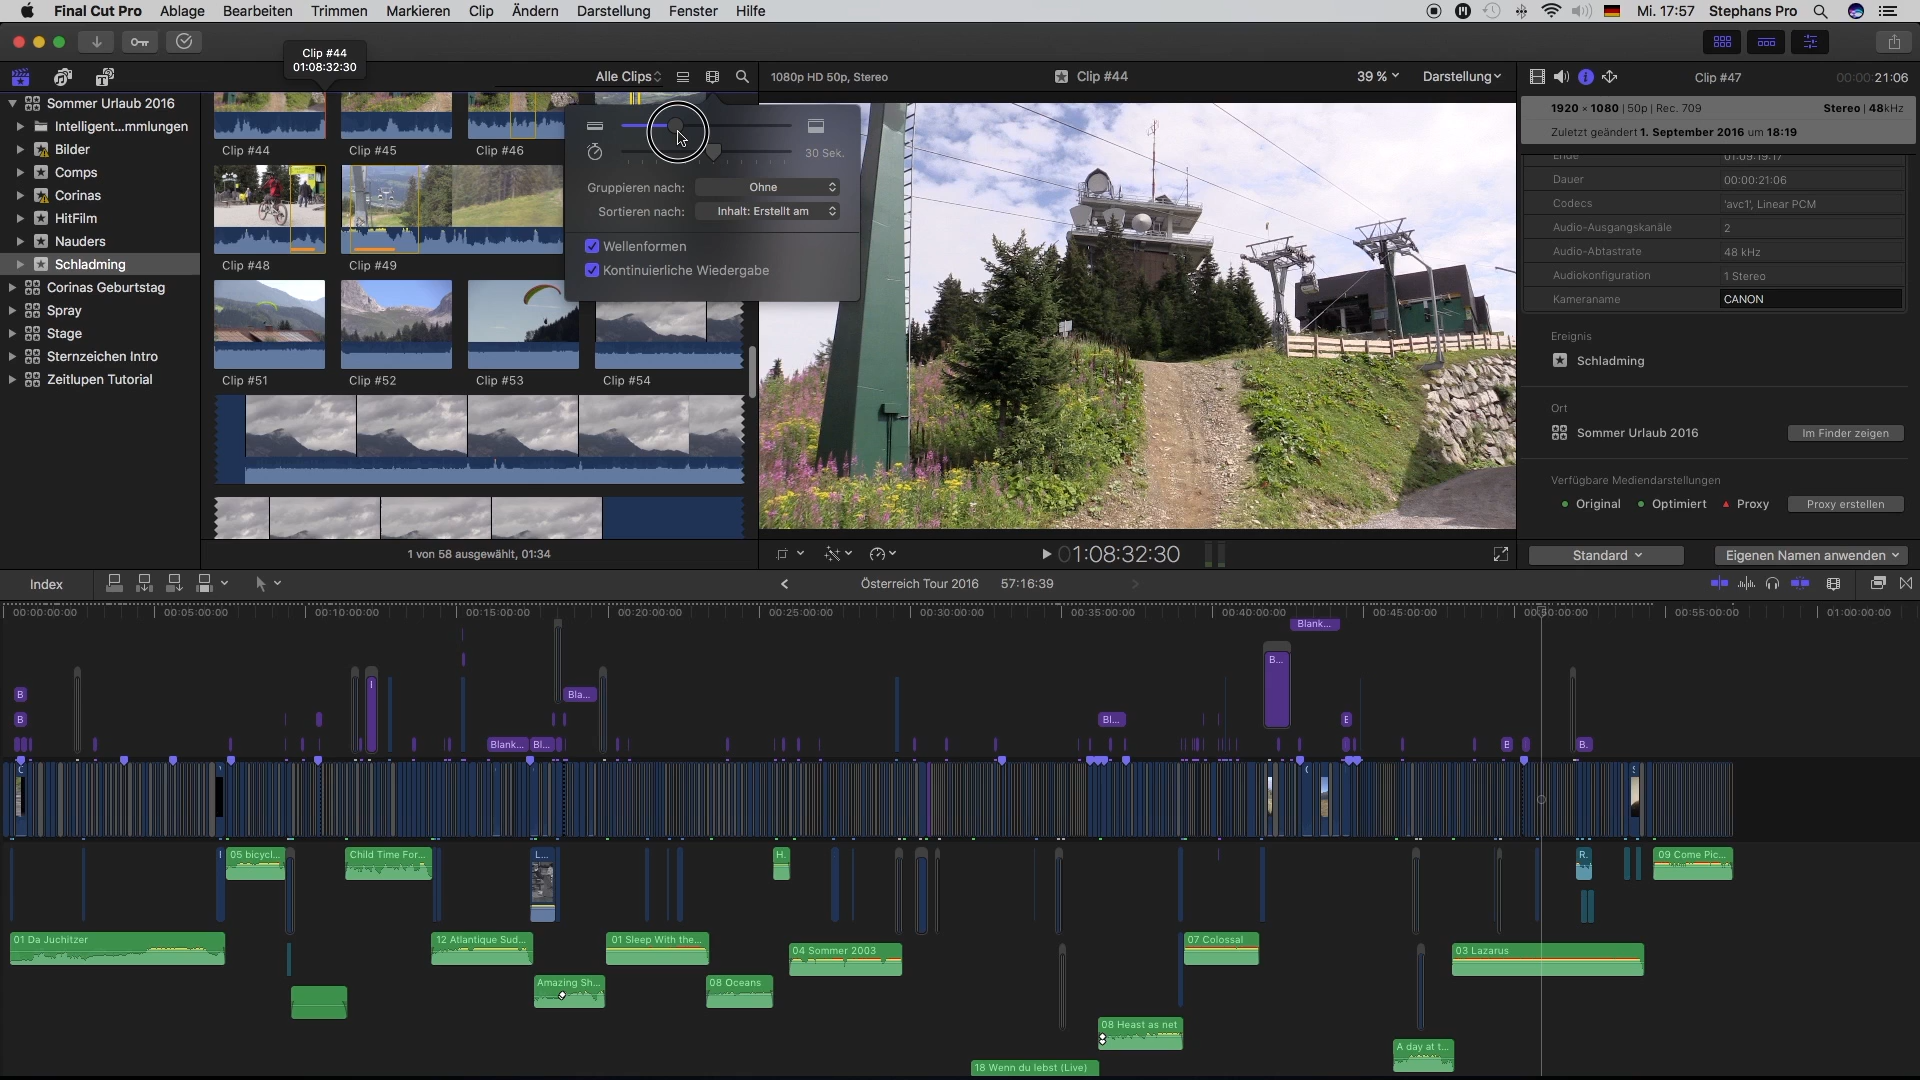 Final Cut Pro Ablage Bearbeiten Trimmen Markieren Clip Ändern Darstellung Fenster Hilfe Mi. 17:57 Stephans Pro
Clip #44
01:08:32:30
Alle Clips
1080p HD 50p, Stereo
Clip #44
39 %
Darstellung
Clip #47
00:00:21:06
Sommer Urlaub 2016
Intelligent...mmlungen
Bilder
Comps
Corinas
HitFilm
Nauders
Schladming
Corinas Geburtstag
Spray
Stage
Sternzeichen Intro
Zeitlupen Tutorial
Clip #44
Clip #45
Clip #46
Clip #48
Clip #49
Clip #51
Clip #52
Clip #53
Clip #54
30 Sek.
Gruppieren nach: Ohne
Sortieren nach: Inhalt: Erstellt am
Wellenformen
Kontinuierliche Wiedergabe
1 von 58 ausgewählt, 01:34
01:08:32:30
1920 × 1080 | 50p | Rec. 709 Stereo | 48kHz
Zuletzt geändert 1. September 2016 um 18:19
Ende 01:09:19:17
Dauer 00:00:21:06
Codecs 'avc1', Linear PCM
Audio-Ausgangskanäle 2
Audio-Abtastrate 48 kHz
Audiokonfiguration 1 Stereo
Kameraname CANON
Ereignis
Schladming
Ort
Sommer Urlaub 2016 Im Finder zeigen
Verfügbare Mediendarstellungen
Original Optimiert Proxy Proxy erstellen
Standard Eigenen Namen anwenden
Index
Österreich Tour 2016 57:16:39
00:00:00:00 00:05:00:00 00:10:00:00 00:15:00:00 00:20:00:00 00:25:00:00 00:30:00:00 00:35:00:00 00:40:00:00 00:45:00:00 00:50:00:00 00:55:00:00 01:00:00:00
Blank...
B...
B
Bla...
B
Bl...
Blank...
Bl...
B
B.
05 bicycl...
Child Time For...
L...
H.
R.
09 Come Pic...
01 Da Juchitzer
12 Atlantique Sud...
01 Sleep With the...
04 Sommer 2003
07 Colossal
03 Lazarus
Amazing Sh...
08 Oceans
08 Heast as net
A day at t...
18 Wenn du lebst (Live)